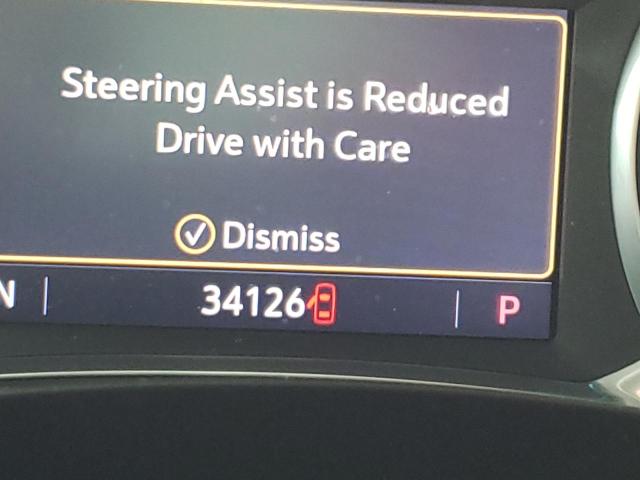 Steering Assist is Reduced
Drive with Care
Dismiss
N 34126 P